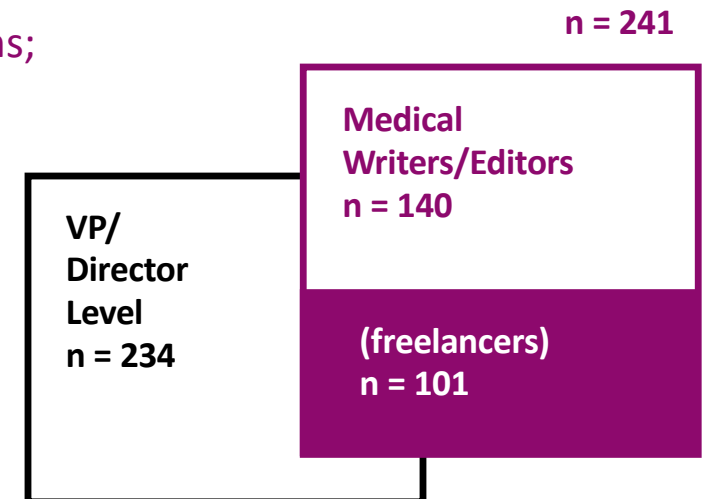 ns;
n = 241
Medical
Writers/Editors
n = 140
VP/
Director
Level
n = 234
(freelancers)
n = 101